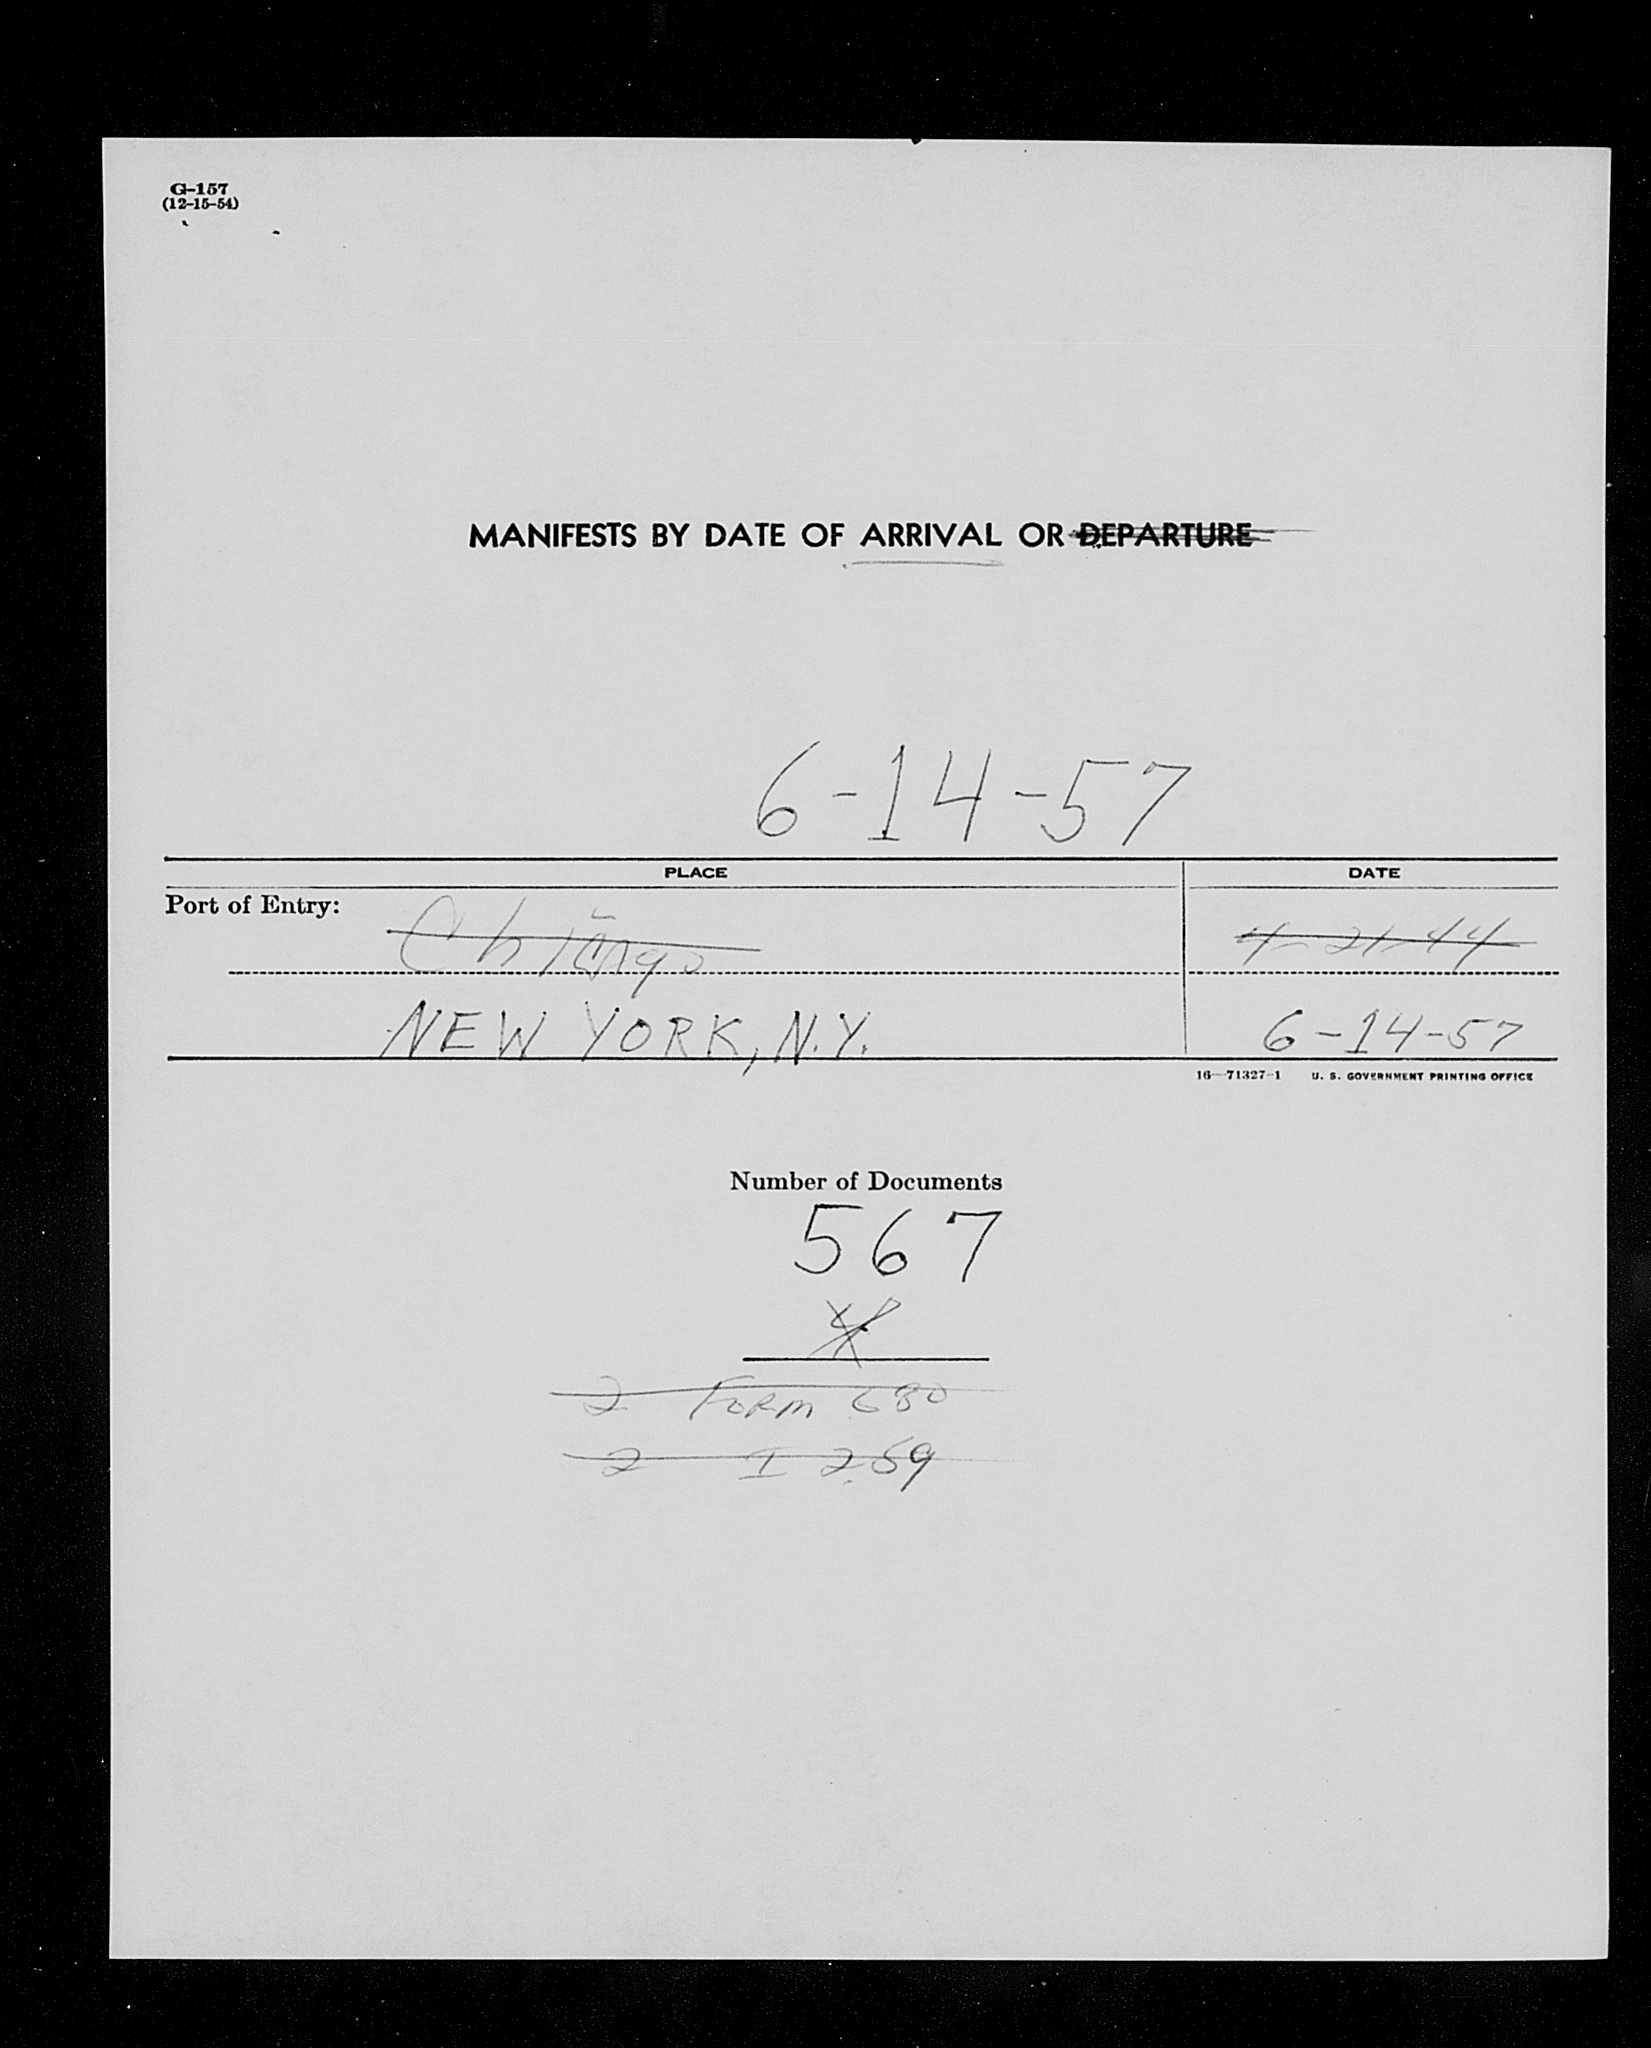 G-157
(12-15-54)
MANIFESTS BY DATE OF ARRIVAL OR DEPARTURE
6-14-57
PLACE DATE
Port of Entry: Chicago 4-21-44
NEW YORK, N.Y. 6-14-57
16—71327-1 U. S. GOVERNMENT PRINTING OFFICE
Number of Documents
567
2 FORM 680
2 I 259